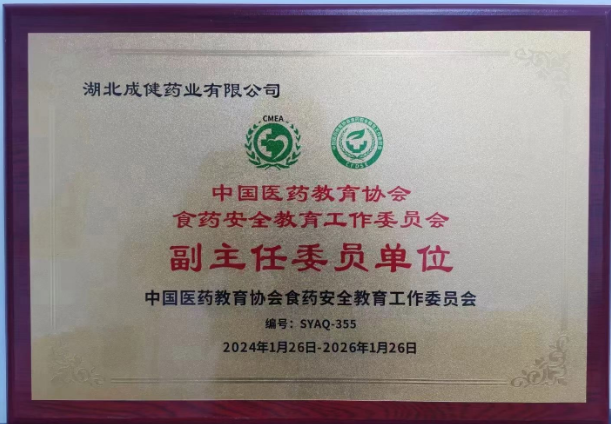 湖北成健药业有限公司
CMEA
中国医药教育协会
食药安全教育工作委员会
副主任委员单位
中国医药教育协会食药安全教育工作委员会
编号：SYAQ-355
2024年1月26日-2026年1月26日